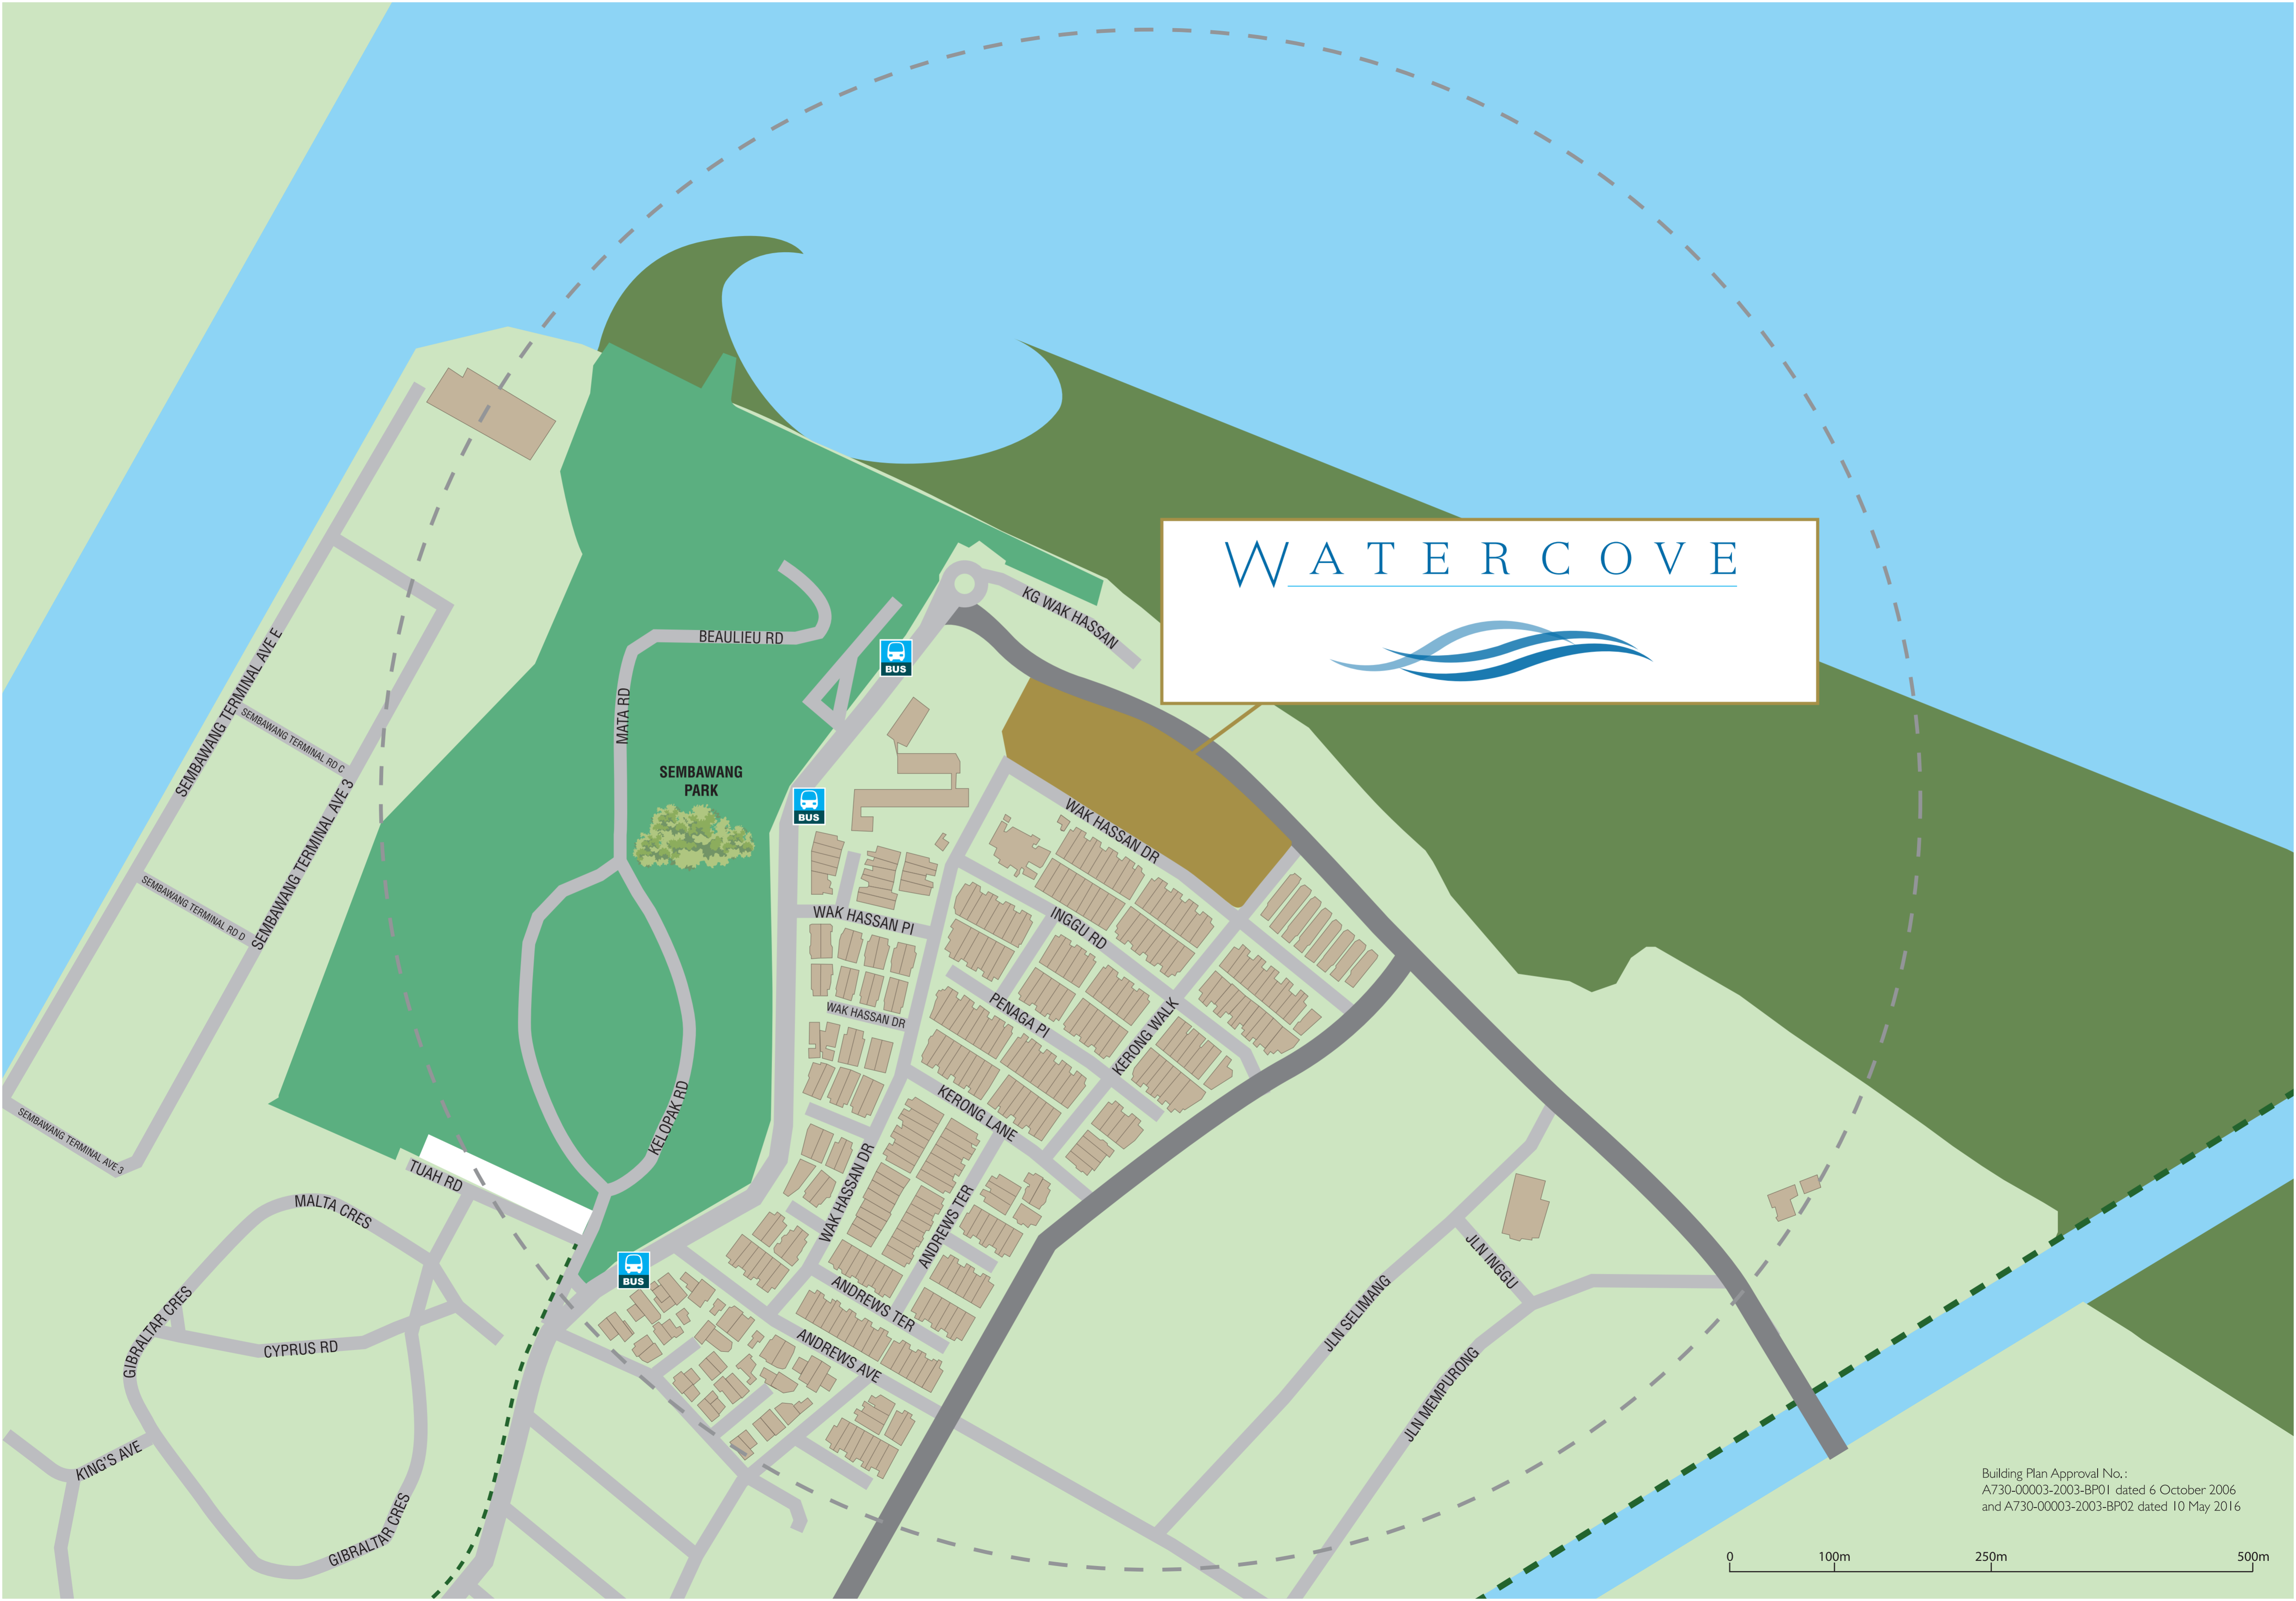 WATERCOVE
KG WAK HASSAN
BEAULIEU RD
BUS
MATA RD
SEMBAWANG
PARK
BUS
SEMBAWANG TERMINAL AVE E
SEMBAWANG TERMINAL RD C
SEMBAWANG TERMINAL AVE 3
SEMBAWANG TERMINAL RD D
SEMBAWANG TERMINAL AVE 3
WAK HASSAN DR
WAK HASSAN PI
INGGU RD
WAK HASSAN DR
PENAGA PI
KERONG WALK
KERONG LANE
KELOPAK RD
TUAH RD
MALTA CRES
WAK HASSAN DR
ANDREWS TER
BUS
ANDREWS TER
ANDREWS AVE
GIBRALTAR CRES
CYPRUS RD
KING'S AVE
GIBRALTAR CRES
JLN INGGU
JLN SELIMANG
JLN MEMPURONG
Building Plan Approval No. :
A730-00003-2003-BP01 dated 6 October 2006
and A730-00003-2003-BP02 dated 10 May 2016
0 100m 250m 500m